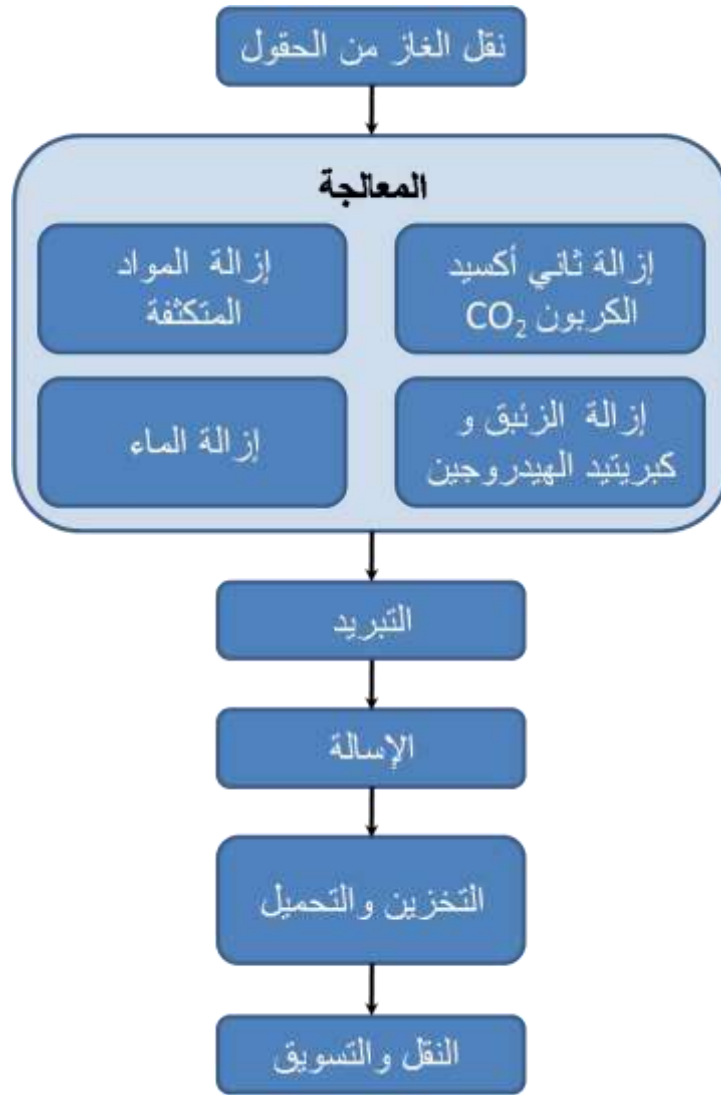 نقل الغاز من الحقول
المعالجة
إزالة ثاني أكسيد
الكربون CO₂
إزالة المواد
المتكثفة
إزالة الزئبق و
كبريتيد الهيدروجين
إزالة الماء
التبريد
الإسالة
التخزين والتحميل
النقل والتسويق